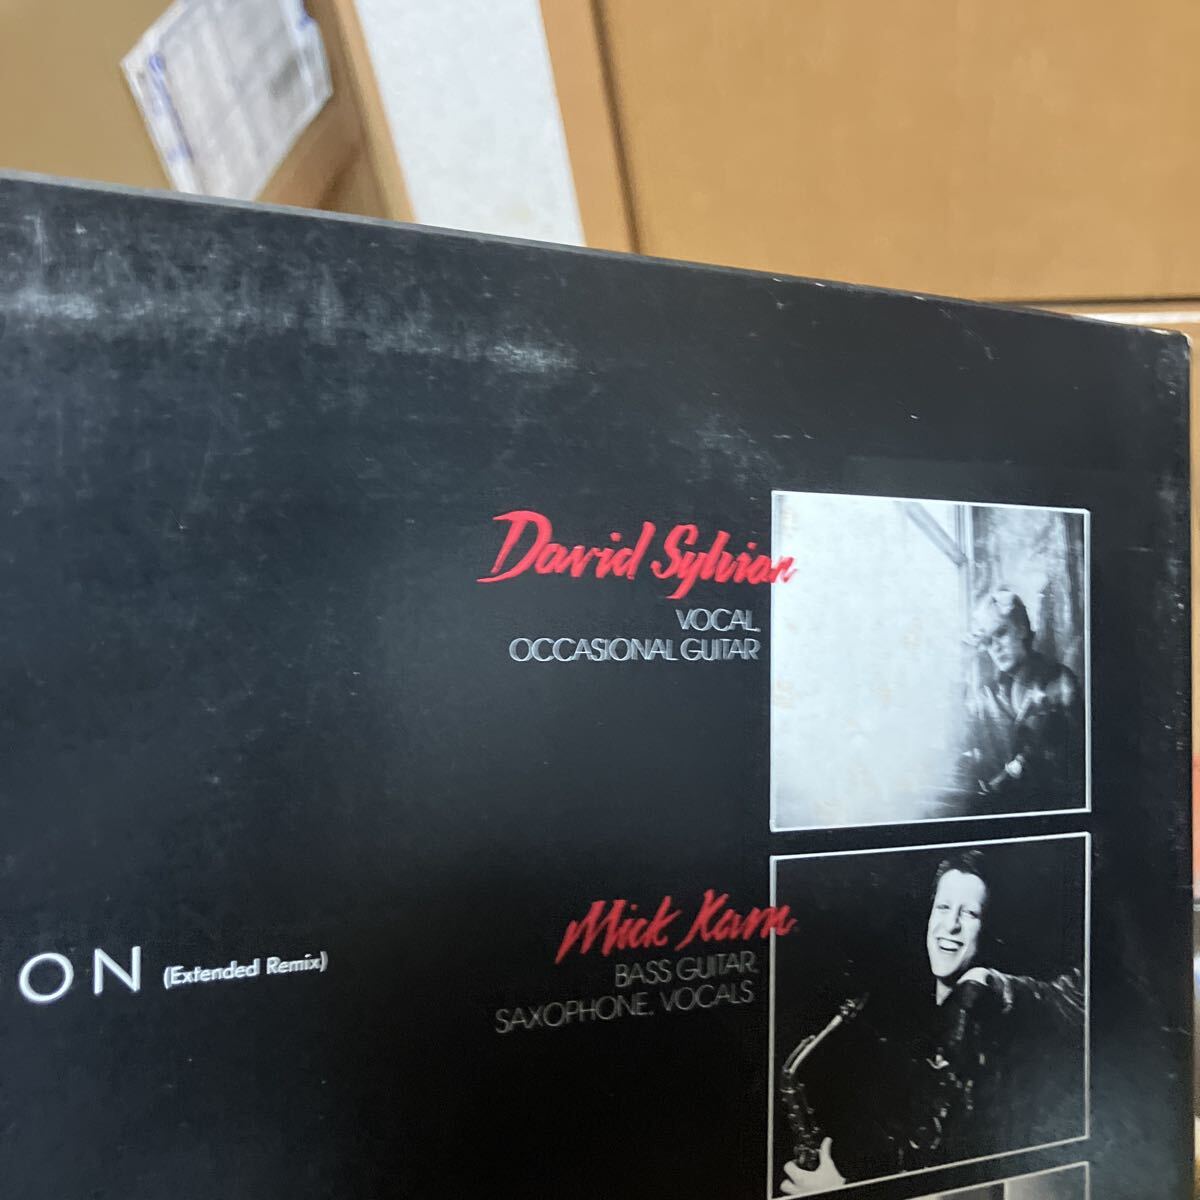 David Sylvian
VOCAL,
OCCASIONAL GUITAR
ON (Extended Remix)
Mick Karn
BASS GUITAR,
SAXOPHONE, VOCALS